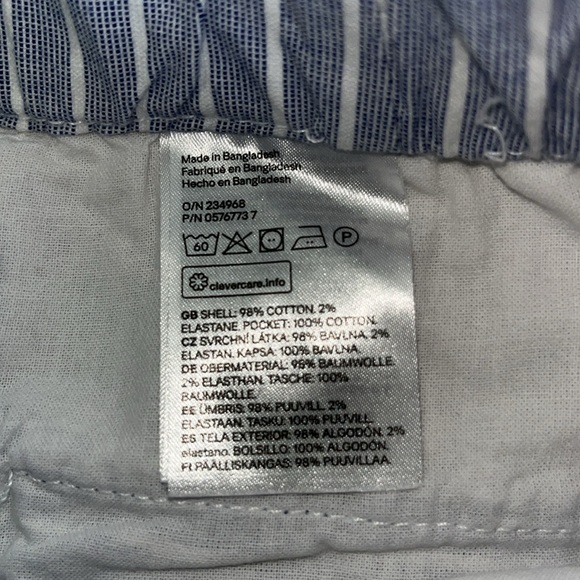 Made in Bangladesh
Fabriqué en Bangladesh
Hecho en Bangladesh
O/N 234968
P/N 0576773 7
60 P
clevercare.info
GB SHELL: 98% COTTON. 2%
ELASTANE. POCKET: 100% COTTON.
CZ SVRCHNÍ LÁTKA: 98% BAVLNA. 2%
ELASTAN. KAPSA: 100% BAVLNA.
DE OBERMATERIAL: 98% BAUMWOLLE.
2% ELASTHAN. TASCHE: 100%
BAUMWOLLE.
EE ÜMBRIS: 98% PUUVILL. 2%
ELASTAAN. TASKU: 100% PUUVILL.
ES TELA EXTERIOR: 98% ALGODÓN. 2%
elastano. BOLSILLO: 100% ALGODÓN.
FI PÄÄLLISKANGAS: 98% PUUVILLAA.